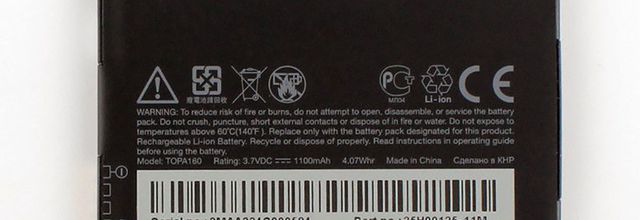 廢電池請回收
МП04
Li-ion
CE
WARNING: To reduce risk of fire or burns, do not attempt to open, disassemble, or service the battery
pack. Do not crush, puncture, short external contacts or dispose of in fire or water. Do not expose to
temperatures above 60°C(140°F). Replace only with the battery pack designated for this product.
Rechargeable Li-ion Battery. Recycle or dispose of properly. Read instructions in operating guide
before using battery.
Model: TOPA160 Rating: 3.7VDC 1100mAh 4.07Whr Made in China Сделано в КНР